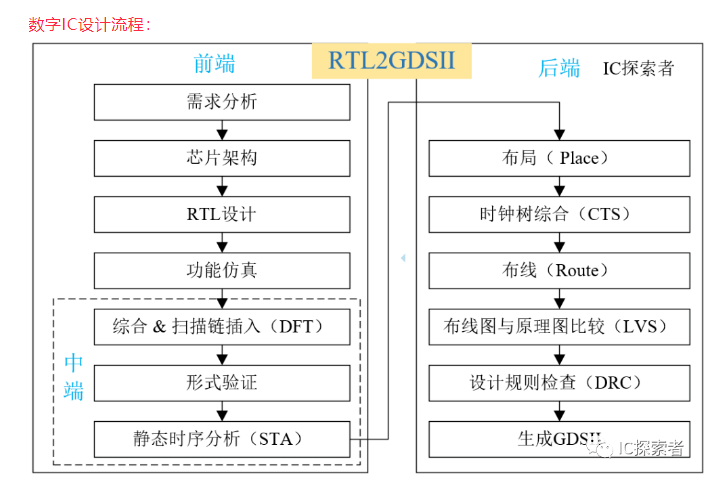 数字IC设计流程：
前端
RTL2GDSII
后端
IC探索者
需求分析
芯片架构
RTL设计
功能仿真
中端
综合 & 扫描链插入（DFT）
形式验证
静态时序分析（STA）
布局（ Place）
时钟树综合（CTS）
布线（Route）
布线图与原理图比较（LVS）
设计规则检查（DRC）
生成GDSII
IC探索者